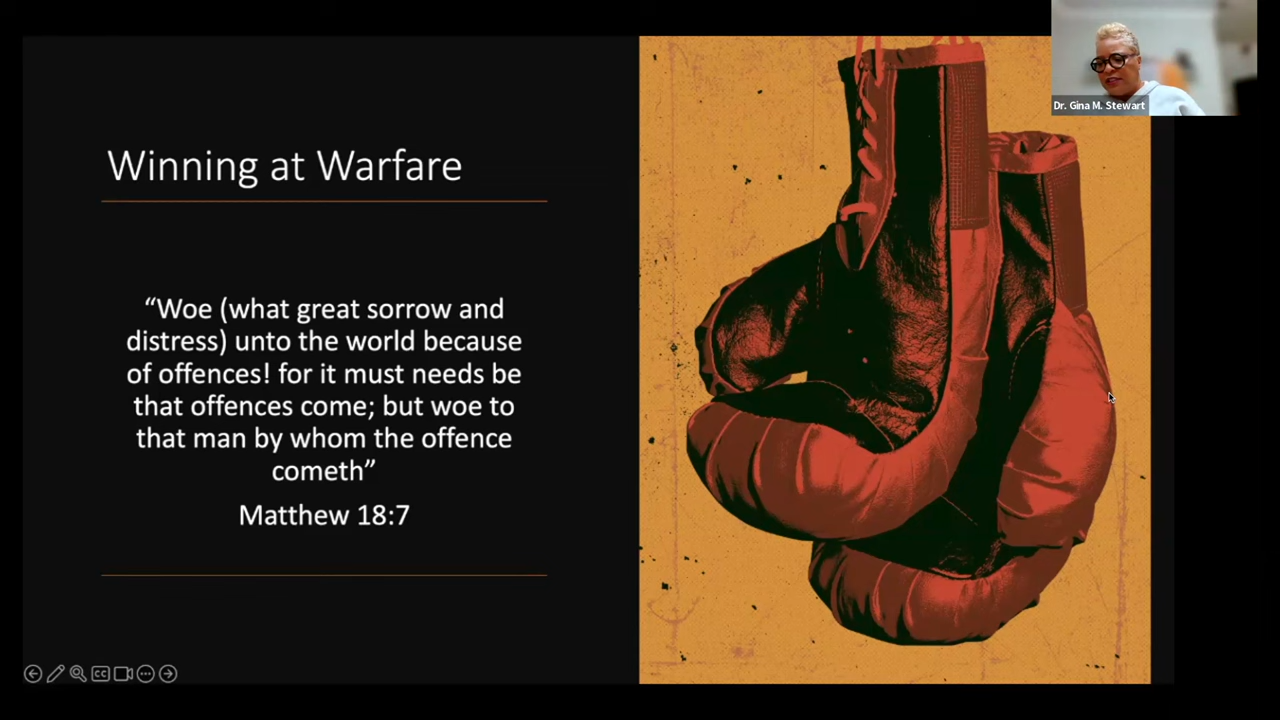 Dr. Gina M. Stewart
Winning at Warfare
“Woe (what great sorrow and
distress) unto the world because
of offences! for it must needs be
that offences come; but woe to
that man by whom the offence
cometh”
Matthew 18:7
CC